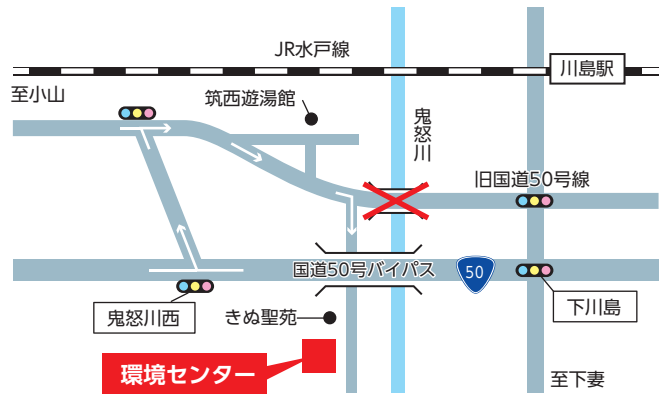 JR水戸線
川島駅
至小山
筑西遊湯館
鬼怒川
旧国道50号線
国道50号バイパス
50
鬼怒川西
きぬ聖苑
下川島
環境センター
至下妻